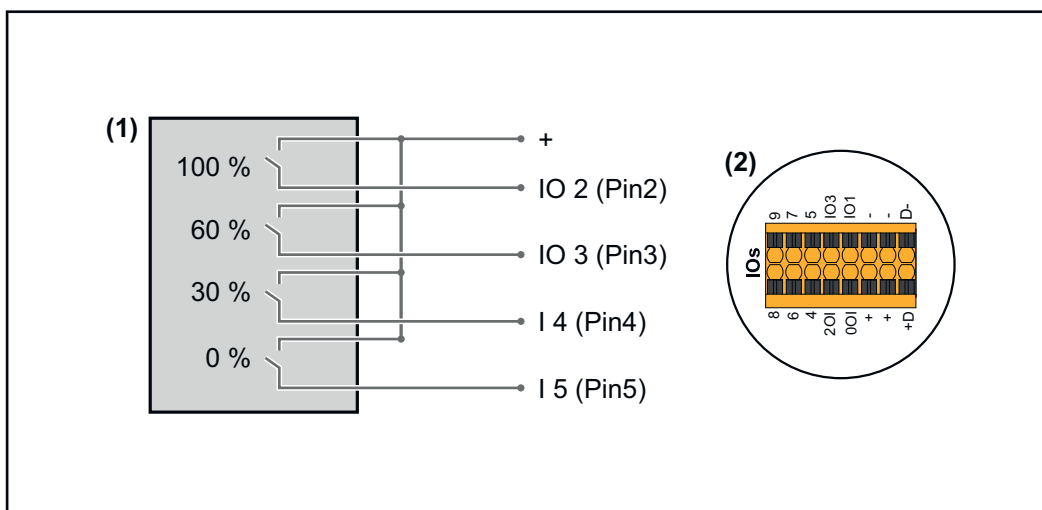 (1)
100 %
60 %
30 %
0 %
+
IO 2 (Pin2)
IO 3 (Pin3)
I 4 (Pin4)
I 5 (Pin5)
(2)
IOs
9
7
5
IO3
IO1
-
-
D-
8
6
4
2OI
0OI
+
+
+D